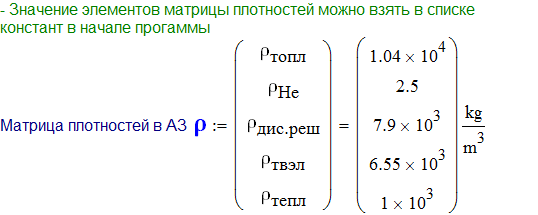 - Значение элементов матрицы плотностей можно взять в списке
констант в начале прогаммы
Матрица плотностей в АЗ ρ := ( ρтопл ρНе ρдис.реш ρтвэл ρтепл ) = ( 1.04 × 10^4 2.5 7.9 × 10^3 6.55 × 10^3 1 × 10^3 ) kg/m^3